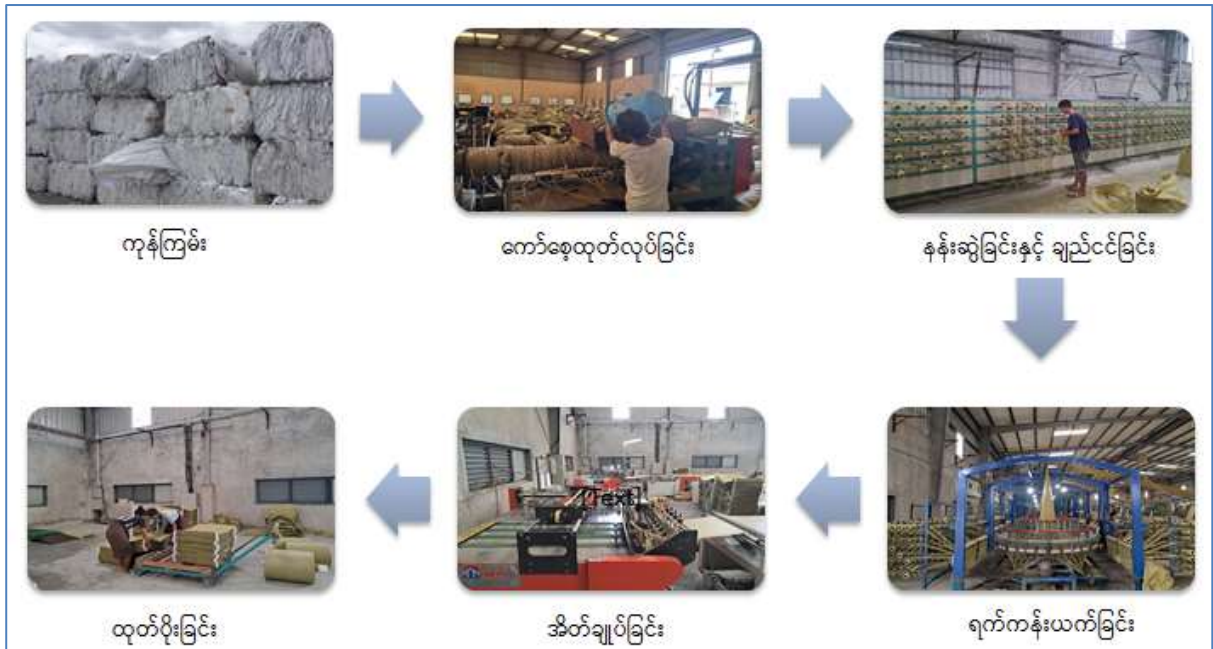 ကုန်ကြမ်း
ကော်စေ့ထုတ်လုပ်ခြင်း
နန်းဆွဲခြင်းနှင့် ချည်ငင်ခြင်း
ရက်ကန်းယက်ခြင်း
[Text]
အိတ်ချုပ်ခြင်း
ထုတ်ပိုးခြင်း